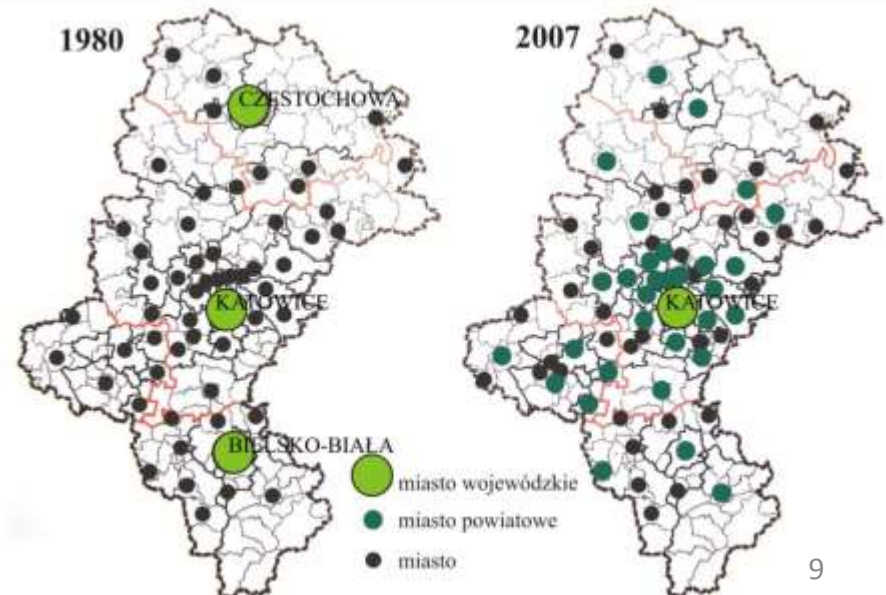 1980
CZĘSTOCHOWA
KATOWICE
BIELSKO-BIAŁA
2007
KATOWICE
miasto wojewódzkie
miasto powiatowe
miasto
9